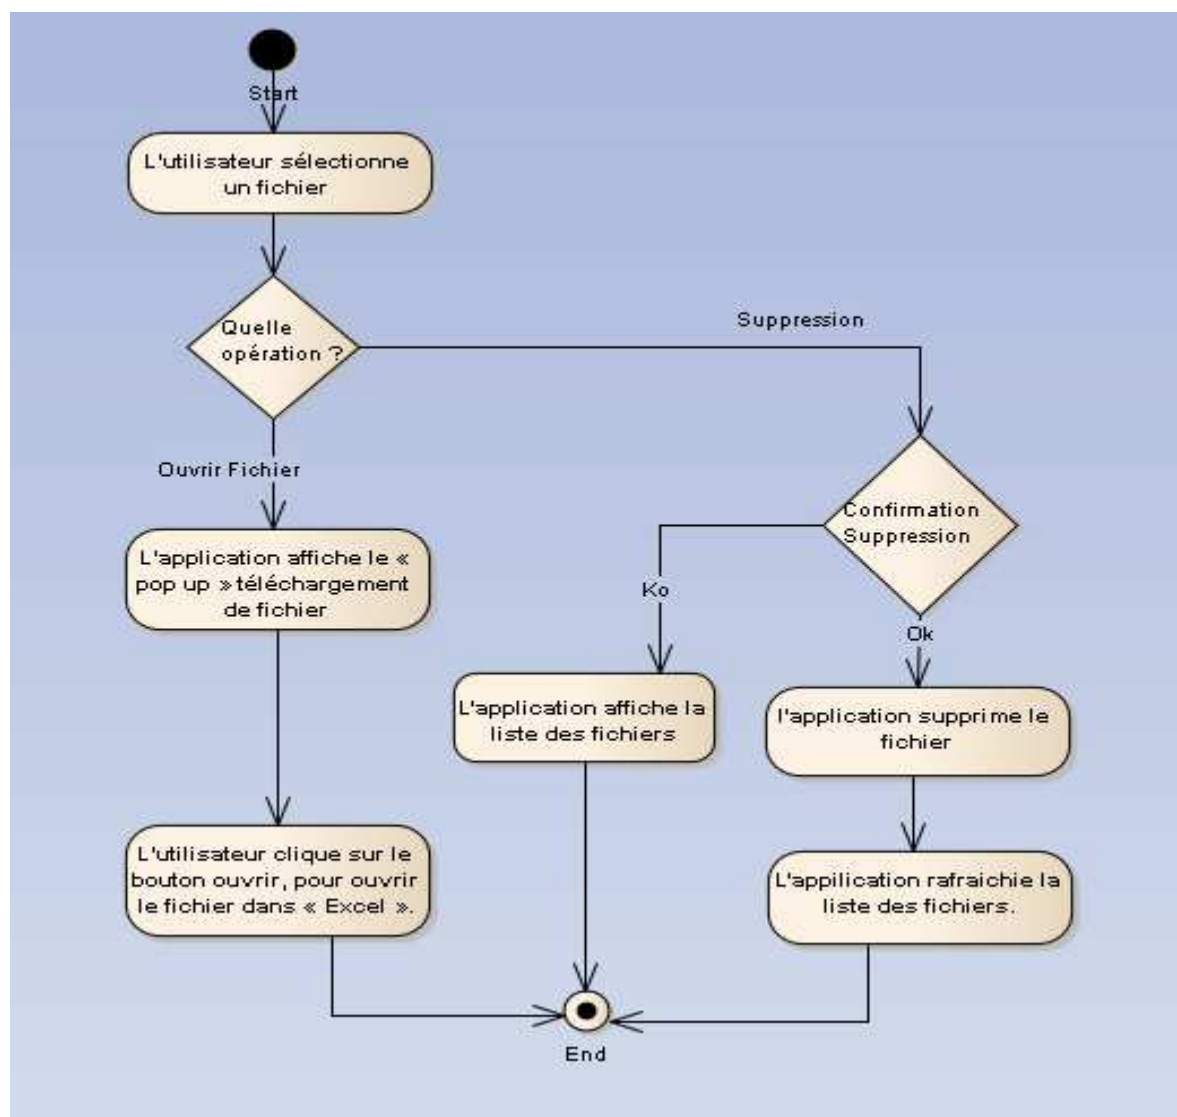 Start
L'utilisateur sélectionne
un fichier
Quelle
opération ?
Suppression
Ouvrir Fichier
Confirmation
Suppression
L'application affiche le «
pop up » téléchargement
de fichier
Ko
Ok
L'application affiche la
liste des fichiers
l'application supprime le
fichier
L'utilisateur clique sur le
bouton ouvrir, pour ouvrir
le fichier dans « Excel ».
L'appilication rafraichie la
liste des fichiers.
End